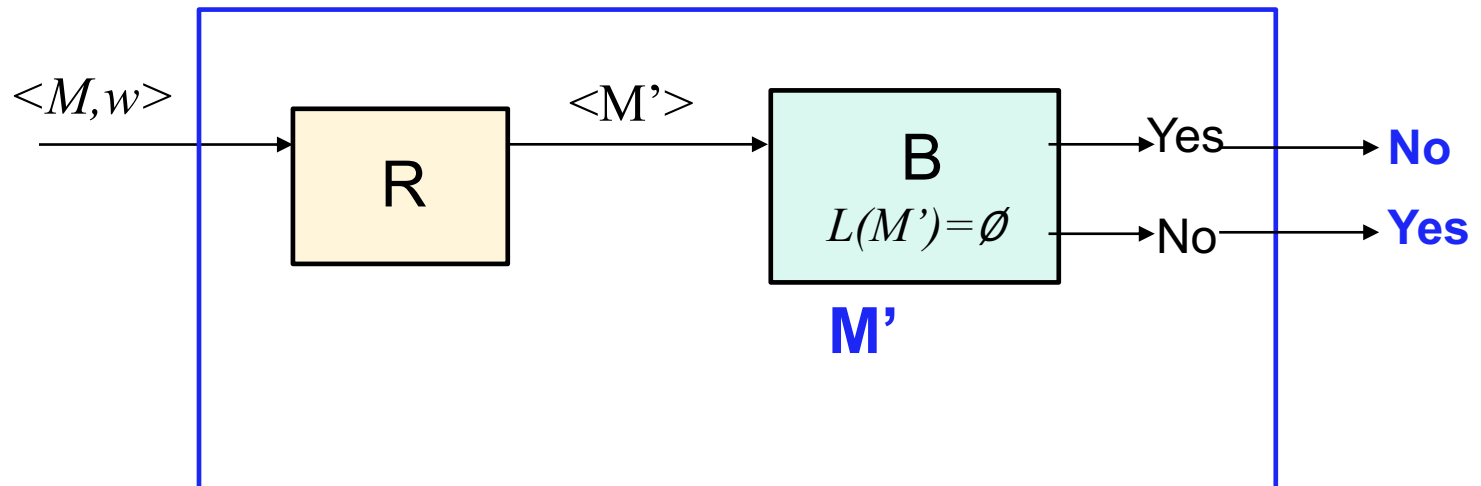 <M,w>
R
<M’>
B
L(M’)=Ø
Yes
No
No
Yes
M’